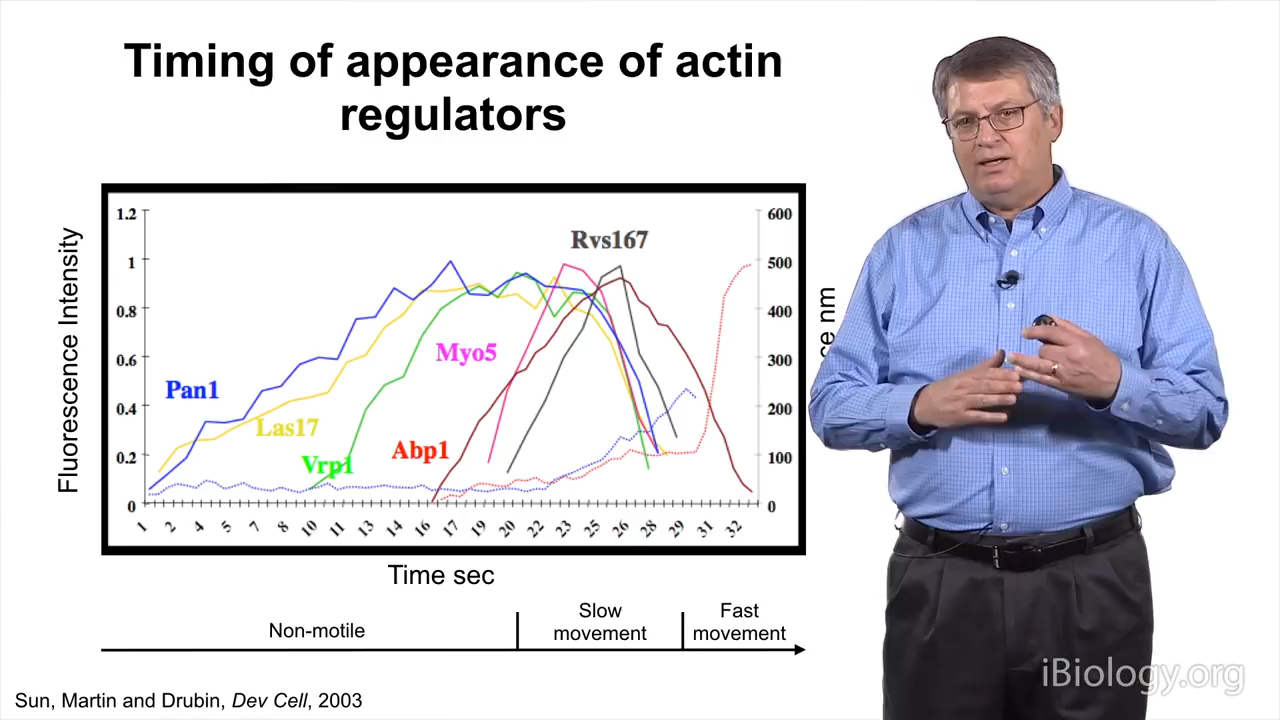 Timing of appearance of actin
regulators
Fluorescence Intensity
1.2
1
0.8
0.6
0.4
0.2
0
600
500
400
300
200
100
0
ce nm
Rvs167
Myo5
Pan1
Las17
Vrp1
Abp1
1 2 4 5 7 8 10 11 13 14 16 17 19 20 22 23 25 26 28 29 31 32
Time sec
Non-motile
Slow
movement
Fast
movement
Sun, Martin and Drubin, Dev Cell, 2003
iBiology.org